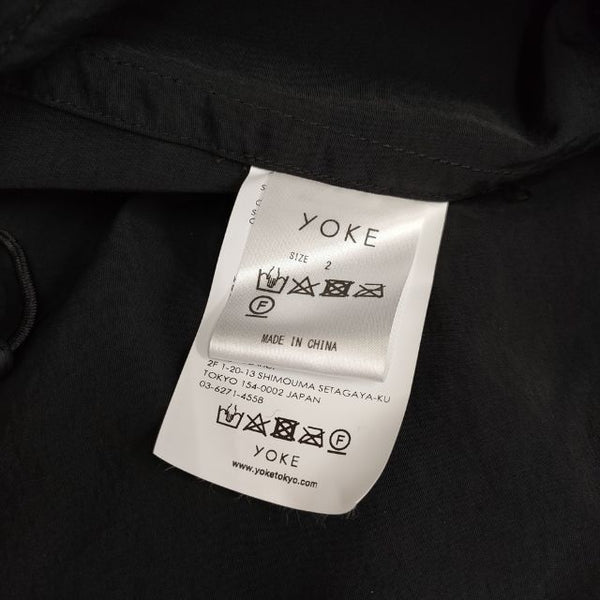 YOKE
SIZE 2
F
MADE IN CHINA
2F 1-20-13 SHIMOUMA SETAGAYA-KU
TOKYO 154-0002 JAPAN
03-6271-4558
F
YOKE
www.yoketokyo.com